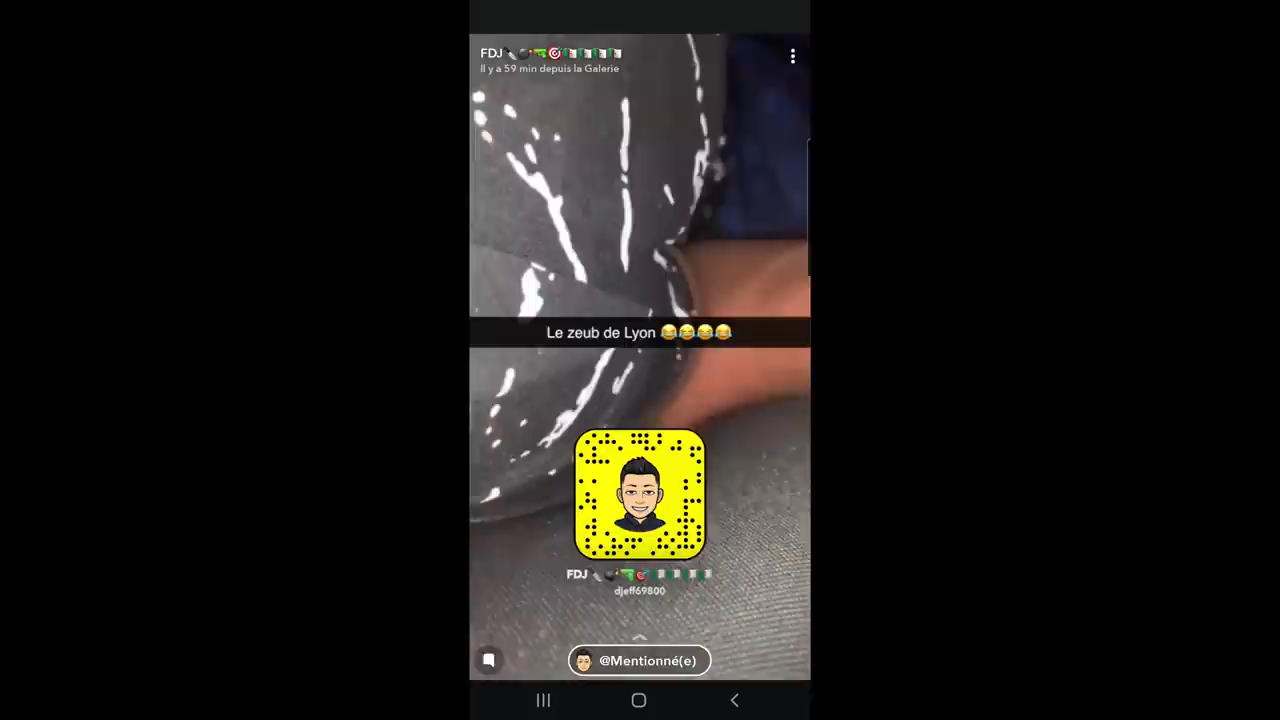 FDJ🔪💣🔫🎯🇩🇿🇩🇿🇩🇿🇩🇿
Il y a 59 min depuis la Galerie
Le zeub de Lyon 😂😂😂😂
FDJ🔪💣🔫🎯🇩🇿🇩🇿🇩🇿🇩🇿
djeff69800
@Mentionné(e)